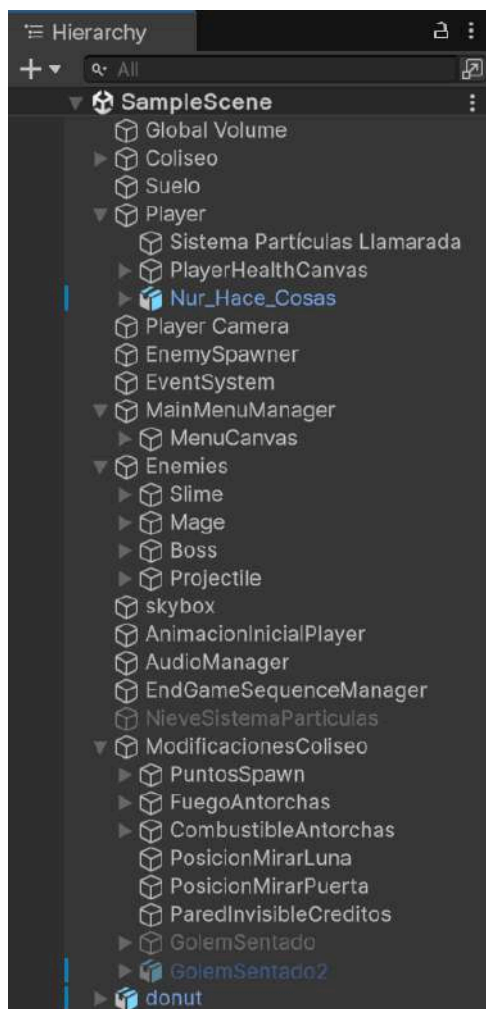 Hierarchy
All
SampleScene
Global Volume
Coliseo
Suelo
Player
Sistema Partículas Llamarada
PlayerHealthCanvas
Nur_Hace_Cosas
Player Camera
EnemySpawner
EventSystem
MainMenuManager
MenuCanvas
Enemies
Slime
Mage
Boss
Projectile
skybox
AnimacionInicialPlayer
AudioManager
EndGameSequenceManager
NieveSistemaParticulas
ModificacionesColiseo
PuntosSpawn
FuegoAntorchas
CombustibleAntorchas
PosicionMirarLuna
PosicionMirarPuerta
ParedInvisibleCreditos
GolemSentado
GolemSentado2
donut